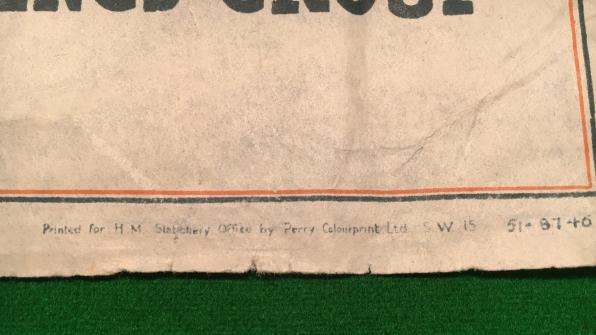 Printed for H. M. Stationery Office by Perry Colourprint Ltd. S. W. 15 51-8740